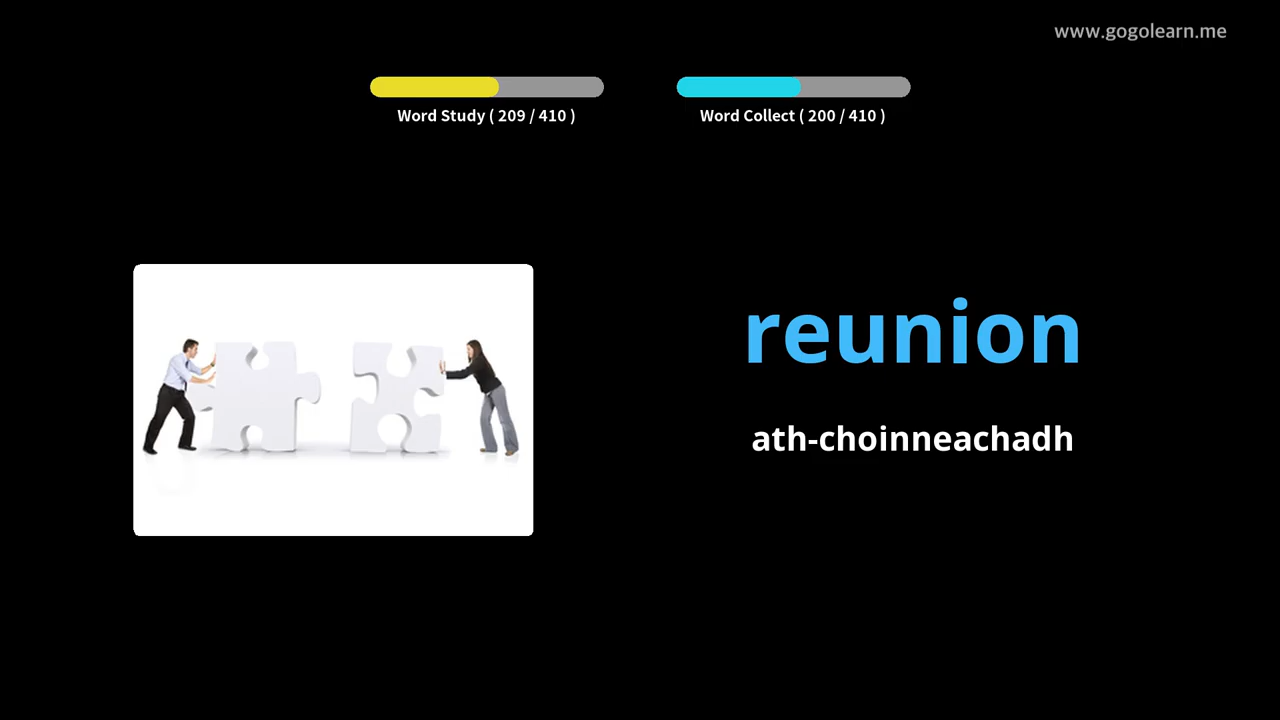 www.gogolearn.me
Word Study ( 209 / 410 )
Word Collect ( 200 / 410 )
reunion
ath-choinneachadh